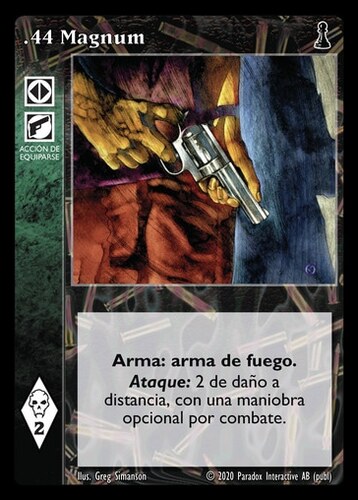 .44 Magnum
ACCIÓN DE
EQUIPARSE
Arma: arma de fuego.
Ataque: 2 de daño a
distancia, con una maniobra
opcional por combate.
2
Illus. Greg Simanson © 2020 Paradox Interactive AB (publ)